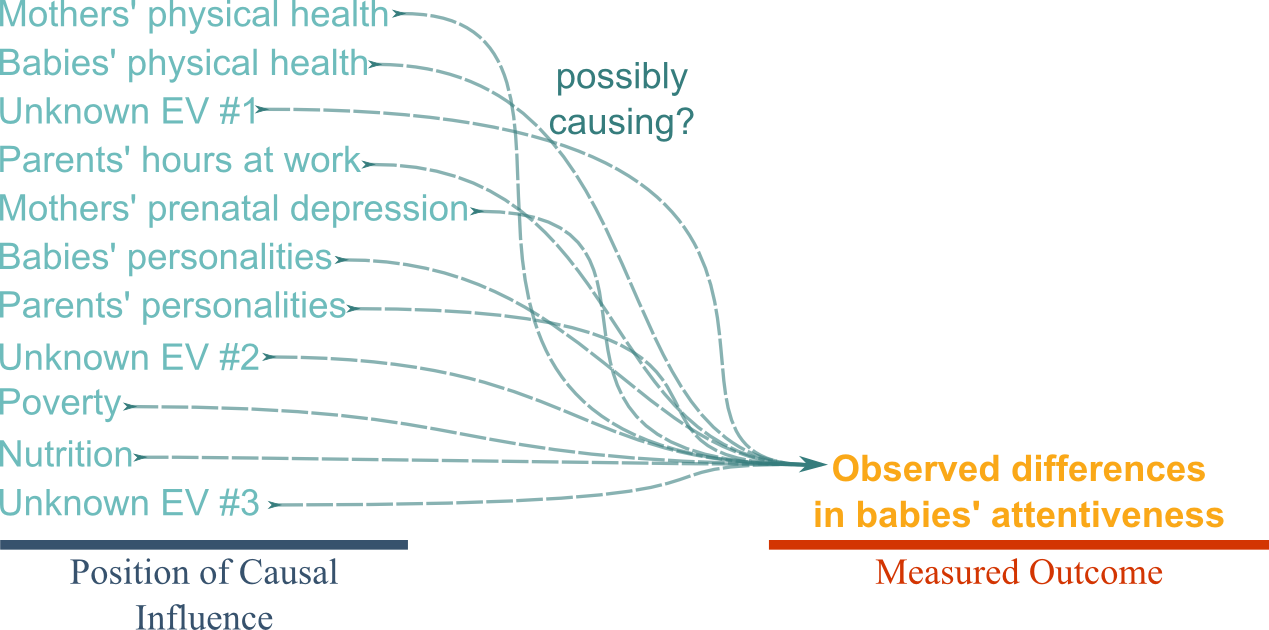 Mothers' physical health
Babies' physical health
possibly
causing?
Unknown EV #1
Parents' hours at work
Mothers' prenatal depression
Babies' personalities
Parents' personalities
Unknown EV #2
Poverty
Nutrition
Unknown EV #3
Observed differences
in babies' attentiveness
Position of Causal
Influence
Measured Outcome